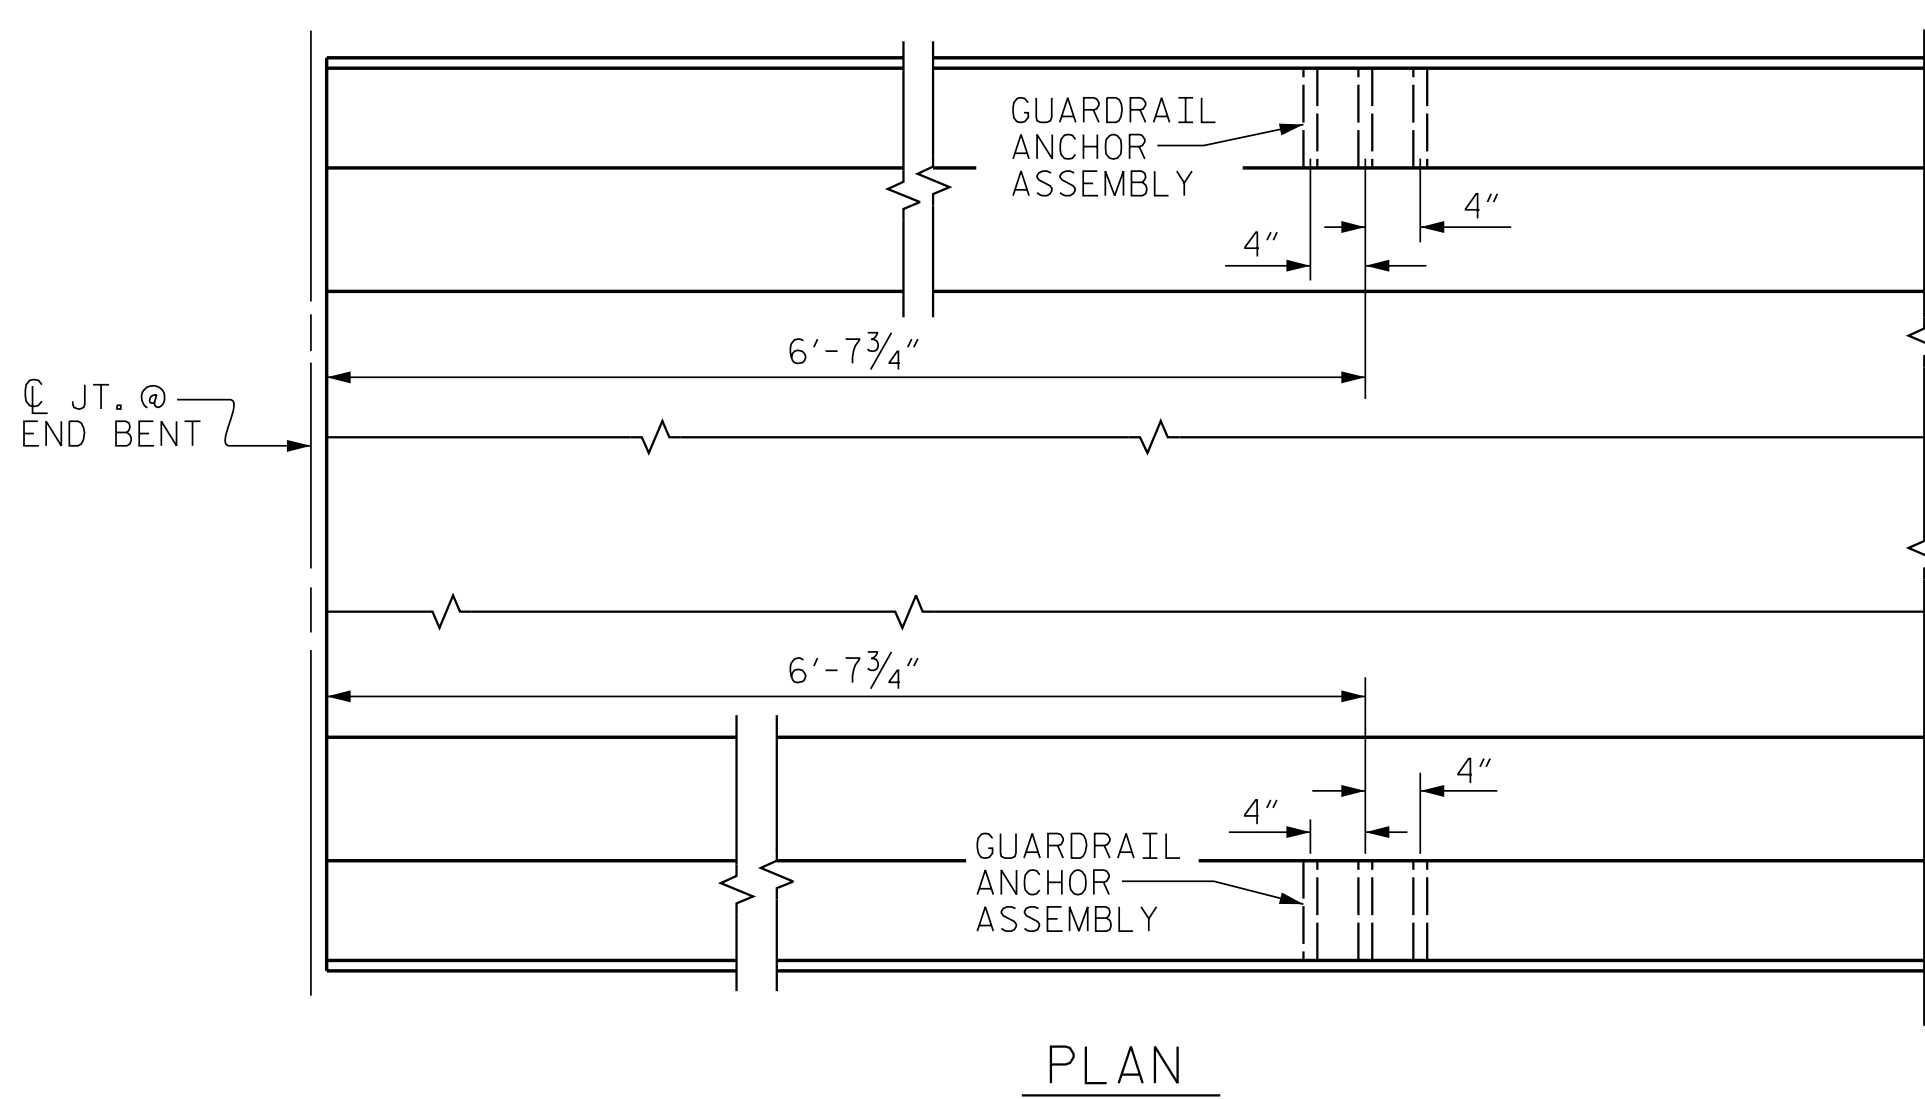 GUARDRAIL
ANCHOR
ASSEMBLY
4"
4"
6'-7¾"
℄ JT. @
END BENT
6'-7¾"
4"
4"
GUARDRAIL
ANCHOR
ASSEMBLY
PLAN